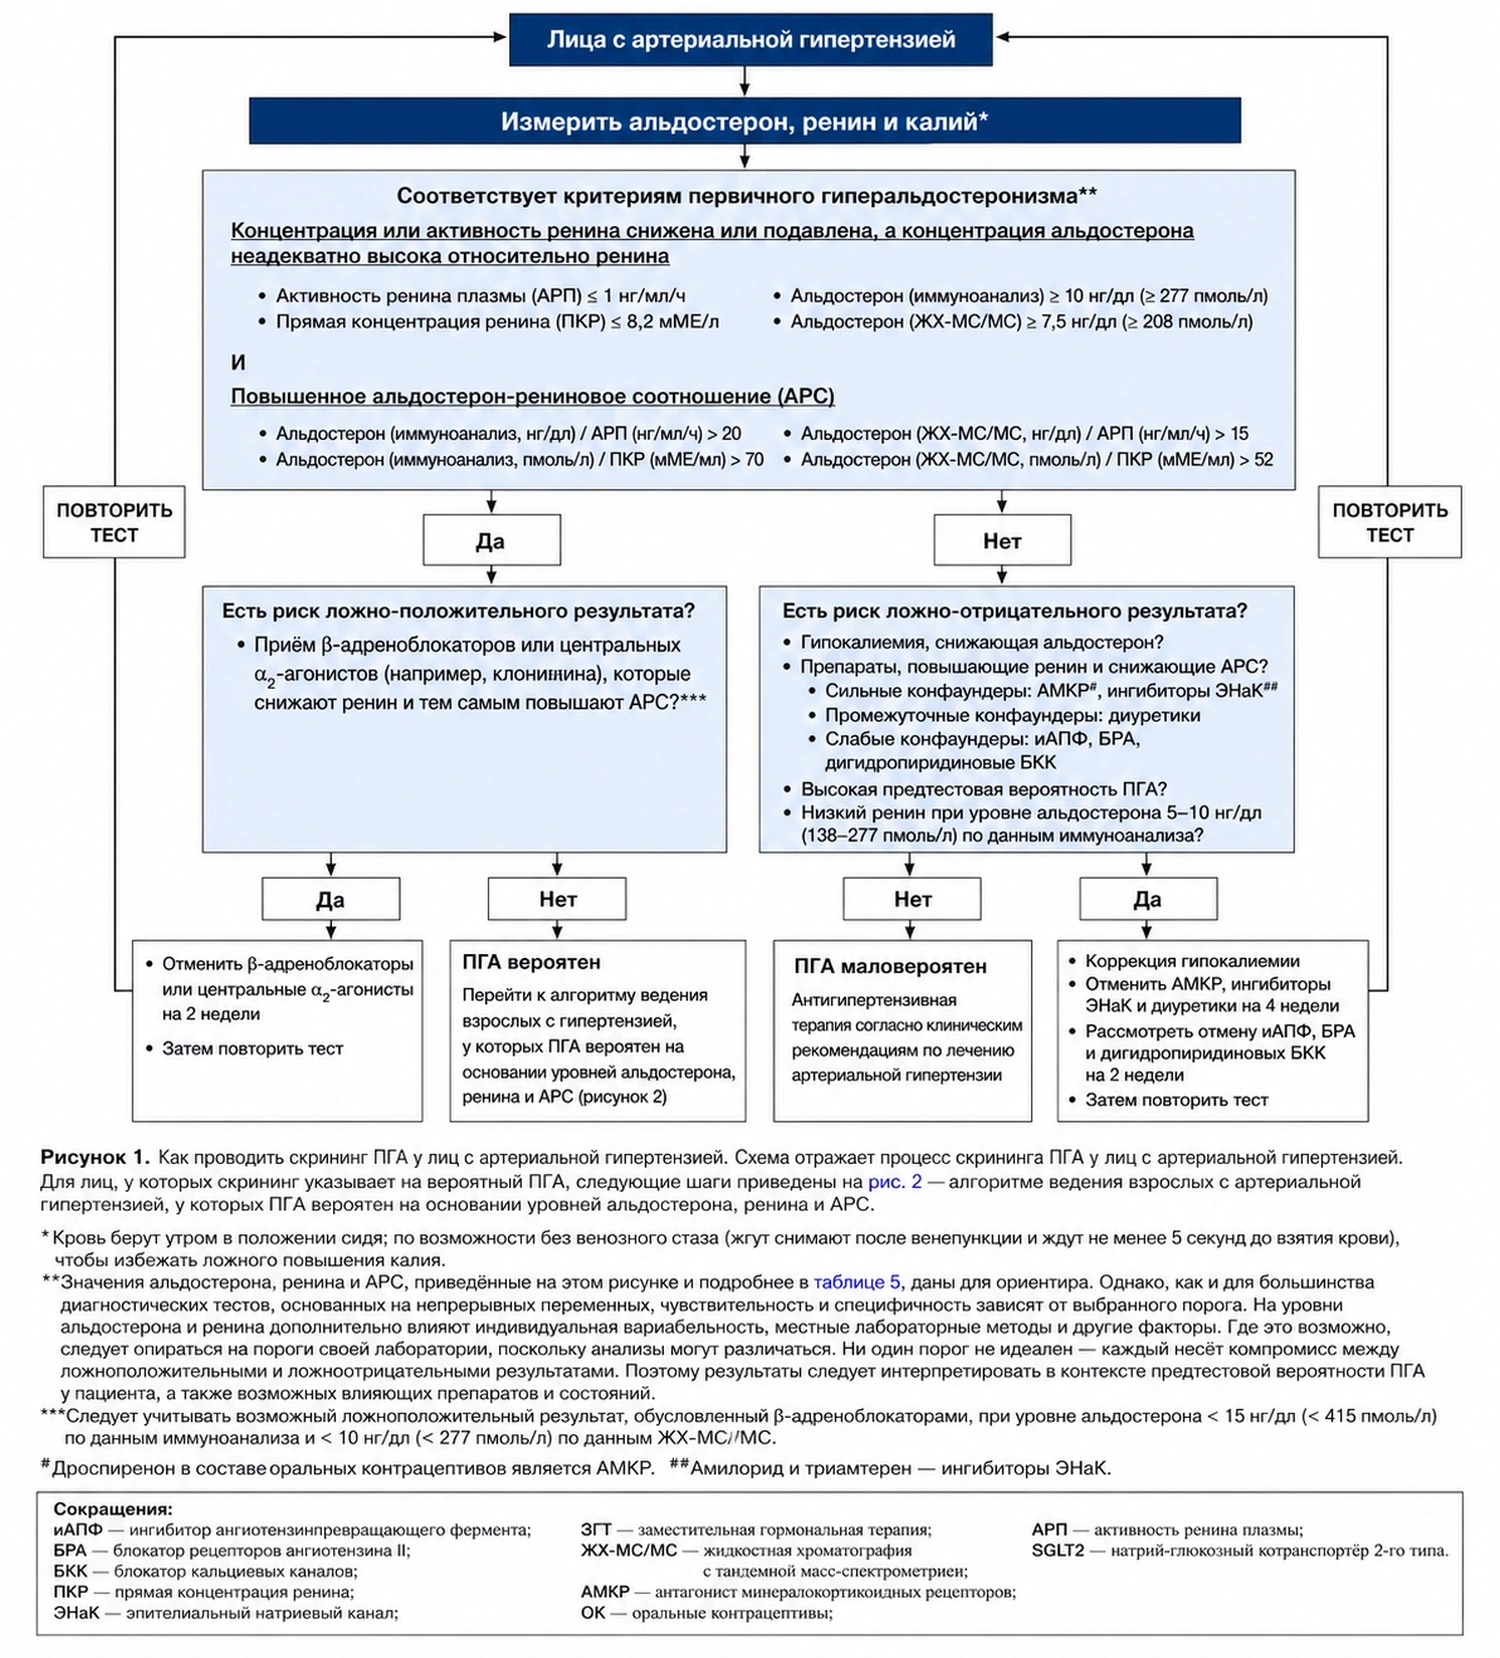 Лица с артериальной гипертензией
Измерить альдостерон, ренин и калий*
Соответствует критериям первичного гиперальдостеронизма**
Концентрация или активность ренина снижена или подавлена, а концентрация альдостерона
неадекватно высока относительно ренина
• Активность ренина плазмы (АРП) ≤ 1 нг/мл/ч
• Прямая концентрация ренина (ПКР) ≤ 8,2 мМЕ/л
• Альдостерон (иммуноанализ) ≥ 10 нг/дл (≥ 277 пмоль/л)
• Альдостерон (ЖХ-МС/МС) ≥ 7,5 нг/дл (≥ 208 пмоль/л)
И
Повышенное альдостерон-рениновое соотношение (АРС)
• Альдостерон (иммуноанализ, нг/дл) / АРП (нг/мл/ч) > 20
• Альдостерон (иммуноанализ, пмоль/л) / ПКР (мМЕ/мл) > 70
• Альдостерон (ЖХ-МС/МС, нг/дл) / АРП (нг/мл/ч) > 15
• Альдостерон (ЖХ-МС/МС, пмоль/л) / ПКР (мМЕ/мл) > 52
ПОВТОРИТЬ
ТЕСТ
ПОВТОРИТЬ
ТЕСТ
Да
Нет
Есть риск ложно-положительного результата?
• Приём β-адреноблокаторов или центральных
α2-агонистов (например, ), которые
снижают ренин и тем самым повышают АРС?***
Есть риск ложно-отрицательного результата?
• Гипокалиемия, снижающая альдостерон?
• Препараты, повышающие ренин и снижающие АРС?
• Сильные конфаундеры: АМКР#, ингибиторы ЭНаК##
• Промежуточные конфаундеры: диуретики
• Слабые конфаундеры: иАПФ, БРА,
дигидропиридиновые БКК
• Высокая предтестовая вероятность ПГА?
• Низкий ренин при уровне альдостерона 5–10 нг/дл
(138–277 пмоль/л) по данным иммуноанализа?
Да
Нет
Нет
Да
• Отменить β-адреноблокаторы
или центральные α2-агонисты
на 2 недели
• Затем повторить тест
ПГА вероятен
Перейти к алгоритму ведения
взрослых с гипертензией,
у которых ПГА вероятен на
основании уровней альдостерона,
ренина и АРС (рисунок 2)
ПГА маловероятен
Антигипертензивная
терапия согласно клиническим
рекомендациям по лечению
артериальной гипертензии
• Коррекция гипокалиемии
• Отменить АМКР, ингибиторы
ЭНаК и диуретики на 4 недели
• Рассмотреть отмену иАПФ, БРА
и дигидропиридиновых БКК
на 2 недели
• Затем повторить тест
Рисунок 1. Как проводить скрининг ПГА у лиц с артериальной гипертензией. Схема отражает процесс скрининга ПГА у лиц с артериальной гипертензией.
Для лиц, у которых скрининг указывает на вероятный ПГА, следующие шаги приведены на рис. 2 — алгоритме ведения взрослых с артериальной
гипертензией, у которых ПГА вероятен на основании уровней альдостерона, ренина и АРС.
* Кровь берут утром в положении сидя; по возможности без венозного стаза (жгут снимают после венепункции и ждут не менее 5 секунд до взятия крови),
чтобы избежать ложного повышения калия.
**Значения альдостерона, ренина и АРС, приведённые на этом рисунке и подробнее в таблице 5, даны для ориентира. Однако, как и для большинства
диагностических тестов, основанных на непрерывных переменных, чувствительность и специфичность зависят от выбранного порога. На уровни
альдостерона и ренина дополнительно влияют индивидуальная вариабельность, местные лабораторные методы и другие факторы. Где это возможно,
следует опираться на пороги своей лаборатории, поскольку анализы могут различаться. Ни один порог не идеален — каждый несёт компромисс между
ложноположительными и ложноотрицательными результатами. Поэтому результаты следует интерпретировать в контексте предтестовой вероятности ПГА
у пациента, а также возможных влияющих препаратов и состояний.
***Следует учитывать возможный ложноположительный результат, обусловленный β-адреноблокаторами, при уровне альдостерона < 15 нг/дл (< 415 пмоль/л)
по данным иммуноанализа и < 10 нг/дл (< 277 пмоль/л) по данным ЖХ-МС/МС.
#Дроспиренон в составе оральных контрацептивов является АМКР. ##Амилорид и триамтерен — ингибиторы ЭНаК.
Сокращения:
иАПФ — ингибитор ангиотензинпревращающего фермента;
БРА — блокатор рецепторов ангиотензина II;
БКК — блокатор кальциевых каналов;
ПКР — прямая концентрация ренина;
ЭНаК — эпителиальный натриевый канал;
ЗГТ — заместительная гормональная терапия;
ЖХ-МС/МС — жидкостная хроматография
с тандемной масс-спектрометрией;
АМКР — антагонист минералокортикоидных рецепторов;
ОК — оральные контрацептивы;
АРП — активность ренина плазмы;
SGLT2 — натрий-глюкозный котранспортёр 2-го типа.